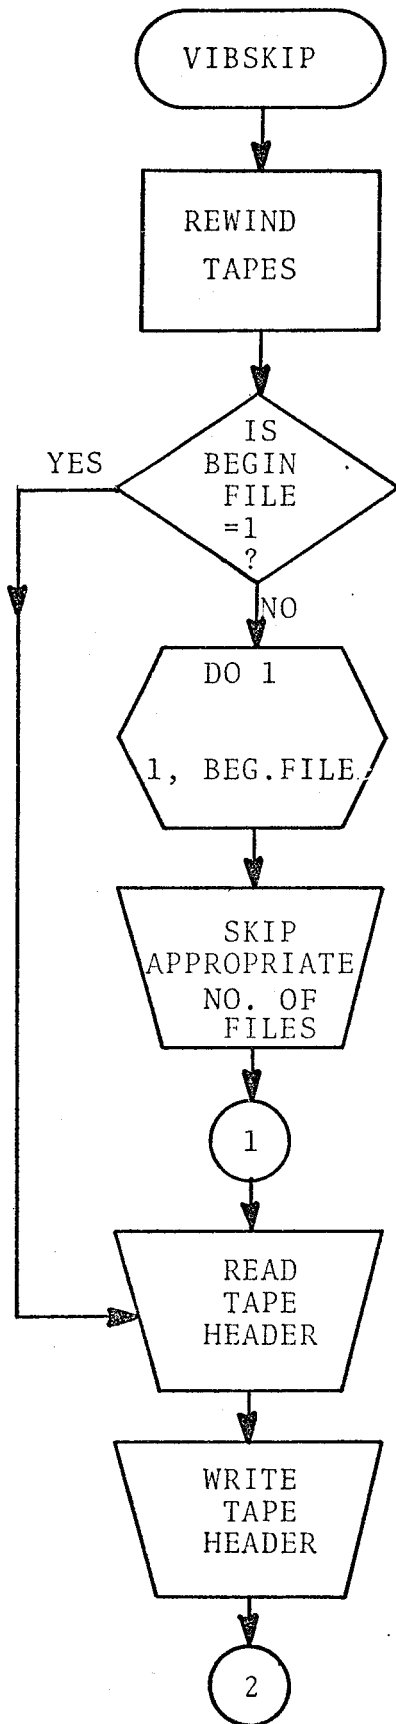 VIBSKIP
REWIND
TAPES
IS
BEGIN
FILE
=1
?
YES
NO
DO 1
1, BEG.FILE
SKIP
APPROPRIATE
NO. OF
FILES
1
READ
TAPE
HEADER
WRITE
TAPE
HEADER
2